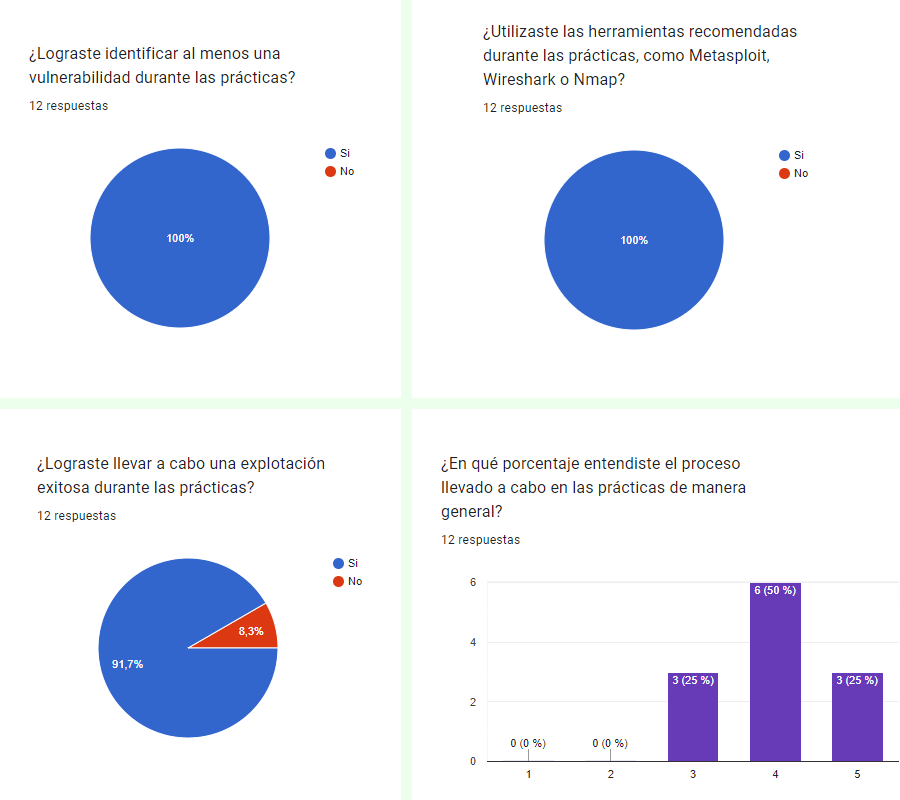 ¿Lograste identificar al menos una
vulnerabilidad durante las prácticas?
12 respuestas
Si
No
100%
¿Utilizaste las herramientas recomendadas
durante las prácticas, como Metasploit,
Wireshark o Nmap?
12 respuestas
Si
No
100%
¿Lograste llevar a cabo una explotación
exitosa durante las prácticas?
12 respuestas
Si
No
8,3%
91,7%
¿En qué porcentaje entendiste el proceso
llevado a cabo en las prácticas de manera
general?
12 respuestas
6
4
2
0
0 (0 %)
0 (0 %)
3 (25 %)
6 (50 %)
3 (25 %)
1
2
3
4
5